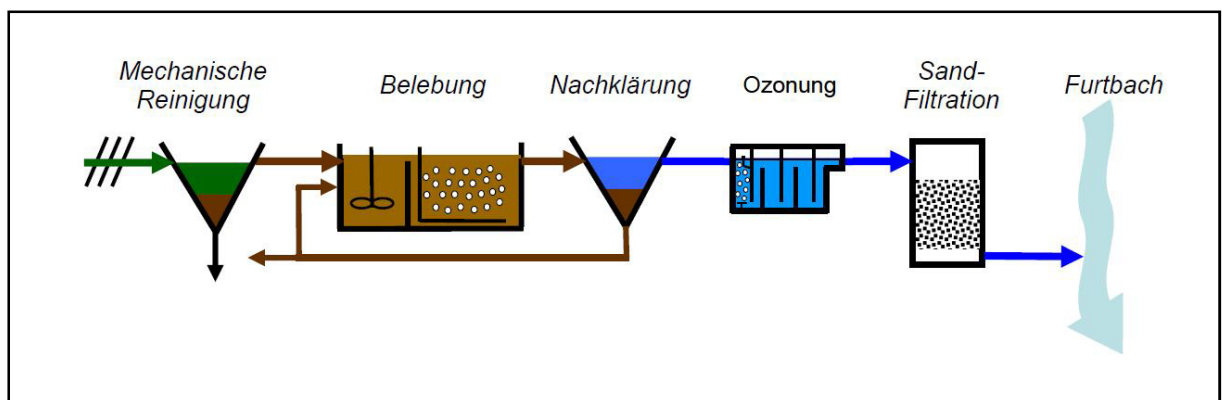 Mechanische
Reinigung
Belebung
Nachklärung
Ozonung
Sand-
Filtration
Furtbach